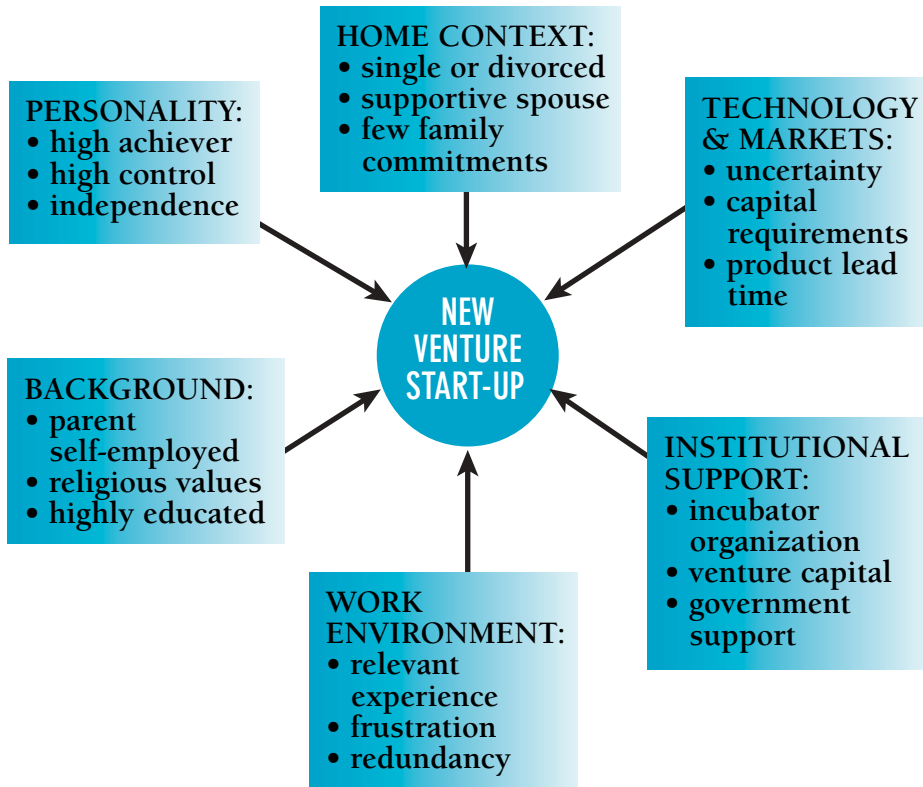 HOME CONTEXT:
• single or divorced
• supportive spouse
• few family
commitments
PERSONALITY:
• high achiever
• high control
• independence
TECHNOLOGY
& MARKETS:
• uncertainty
• capital
requirements
• product lead
time
NEW
VENTURE
START-UP
BACKGROUND:
• parent
self-employed
• religious values
• highly educated
INSTITUTIONAL
SUPPORT:
• incubator
organization
• venture capital
• government
support
WORK
ENVIRONMENT:
• relevant
experience
• frustration
• redundancy